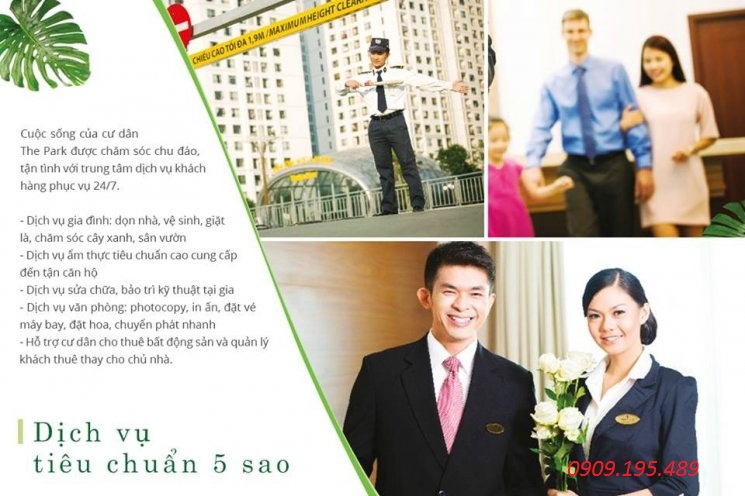 CHIỀU CAO TỐI ĐA 1,9M / MAXIMUM HEIGHT CLEARA
Cuộc sống của cư dân
The Park được chăm sóc chu đáo,
tận tình với trung tâm dịch vụ khách
hàng phục vụ 24/7.
- Dịch vụ gia đình: dọn nhà, vệ sinh, giặt
là, chăm sóc cây xanh, sân vườn
- Dịch vụ ẩm thực tiêu chuẩn cao cung cấp
đến tận căn hộ
- Dịch vụ sửa chữa, bảo trì kỹ thuật tại gia
- Dịch vụ văn phòng: photocopy, in ấn, đặt vé
máy bay, đặt hoa, chuyển phát nhanh
- Hỗ trợ cư dân cho thuê bất động sản và quản lý
khách thuê thay cho chủ nhà.
Dịch vụ
tiêu chuẩn 5 sao
0909.195.489